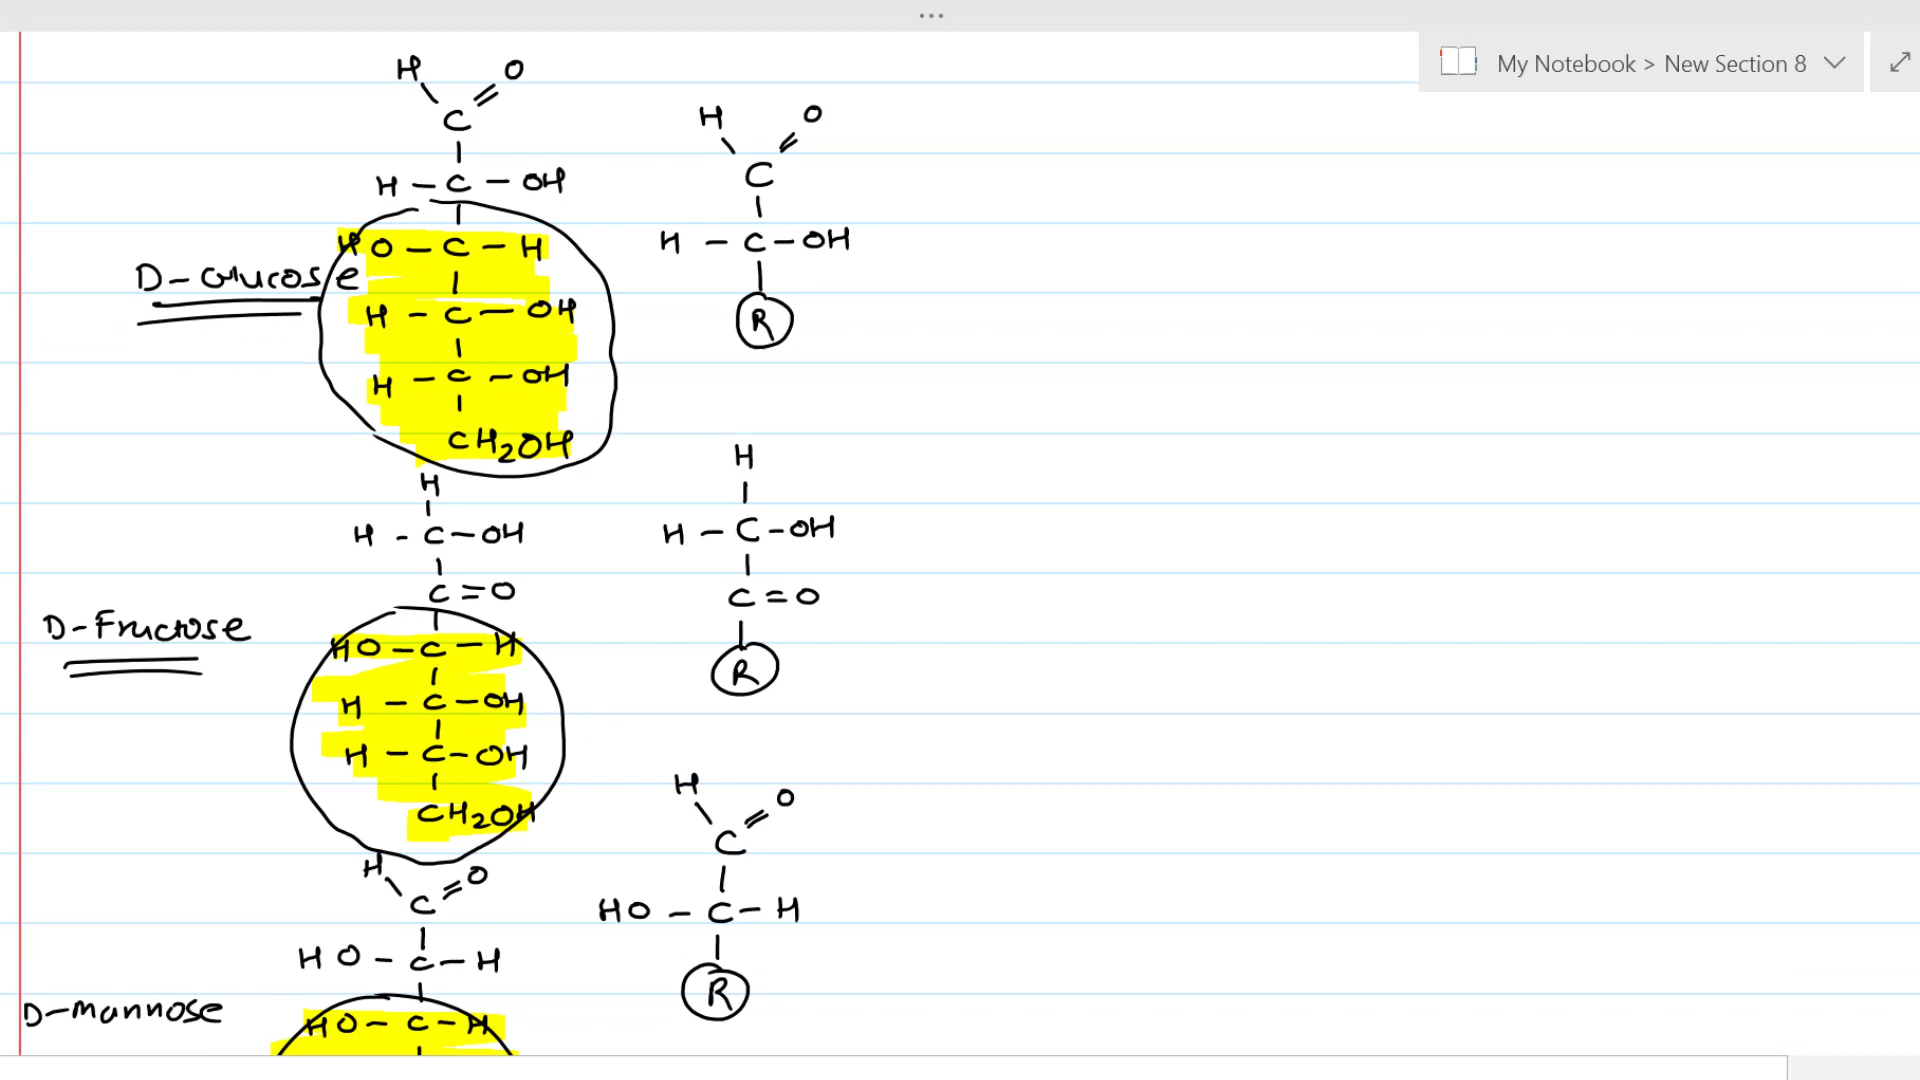 My Notebook > New Section 8
H O
C
H - C - OH
HO - C - H
D-Glucose
H - C - OH
H - C - OH
CH2OH
H O
C
H - C - OH
R
H
H - C - OH
C = O
D-Fructose
HO - C - H
H - C - OH
H - C - OH
CH2OH
H
H - C - OH
C = O
R
H O
C
HO - C - H
D-mannose
HO - C - H
H O
C
HO - C - H
R